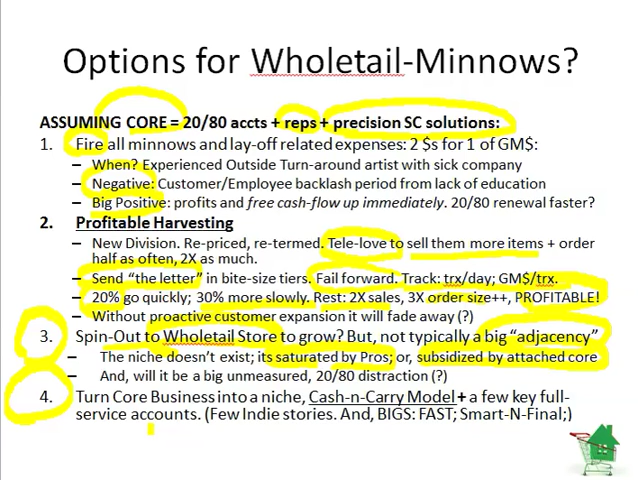 Options for Wholetail-Minnows?
ASSUMING CORE = 20/80 accts + reps + precision SC solutions:
1. Fire all minnows and lay-off related expenses: 2 $s for 1 of GM$:
– When? Experienced Outside Turn-around artist with sick company
– Negative: Customer/Employee backlash period from lack of education
– Big Positive: profits and free cash-flow up immediately. 20/80 renewal faster?
2. Profitable Harvesting
– New Division. Re-priced, re-termed. Tele-love to sell them more items + order
half as often, 2X as much.
– Send "the letter" in bite-size tiers. Fail forward. Track: trx/day; GM$/trx.
– 20% go quickly; 30% more slowly. Rest: 2X sales, 3X order size++, PROFITABLE!
– Without proactive customer expansion it will fade away (?)
3. Spin-Out to Wholetail Store to grow? But, not typically a big "adjacency"
– The niche doesn't exist; its saturated by Pros; or, subsidized by attached core
– And, will it be a big unmeasured, 20/80 distraction (?)
4. Turn Core Business into a niche, Cash-n-Carry Model + a few key full-
service accounts. (Few Indie stories. And, BIGS: FAST; Smart-N-Final;)